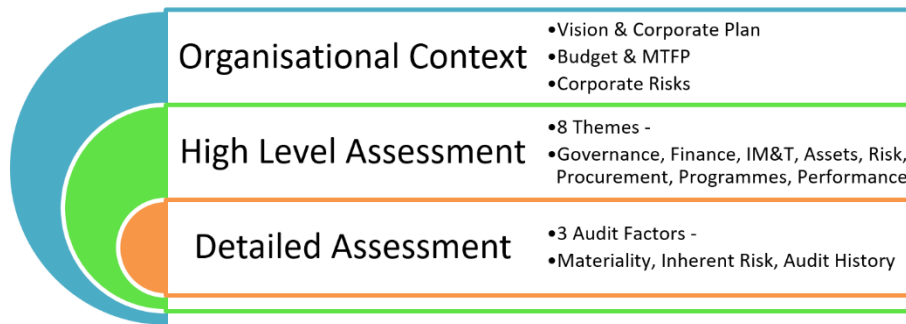 Organisational Context
•Vision & Corporate Plan
•Budget & MTFP
•Corporate Risks
High Level Assessment
•8 Themes -
•Governance, Finance, IM&T, Assets, Risk,
Procurement, Programmes, Performance
Detailed Assessment
•3 Audit Factors -
•Materiality, Inherent Risk, Audit History